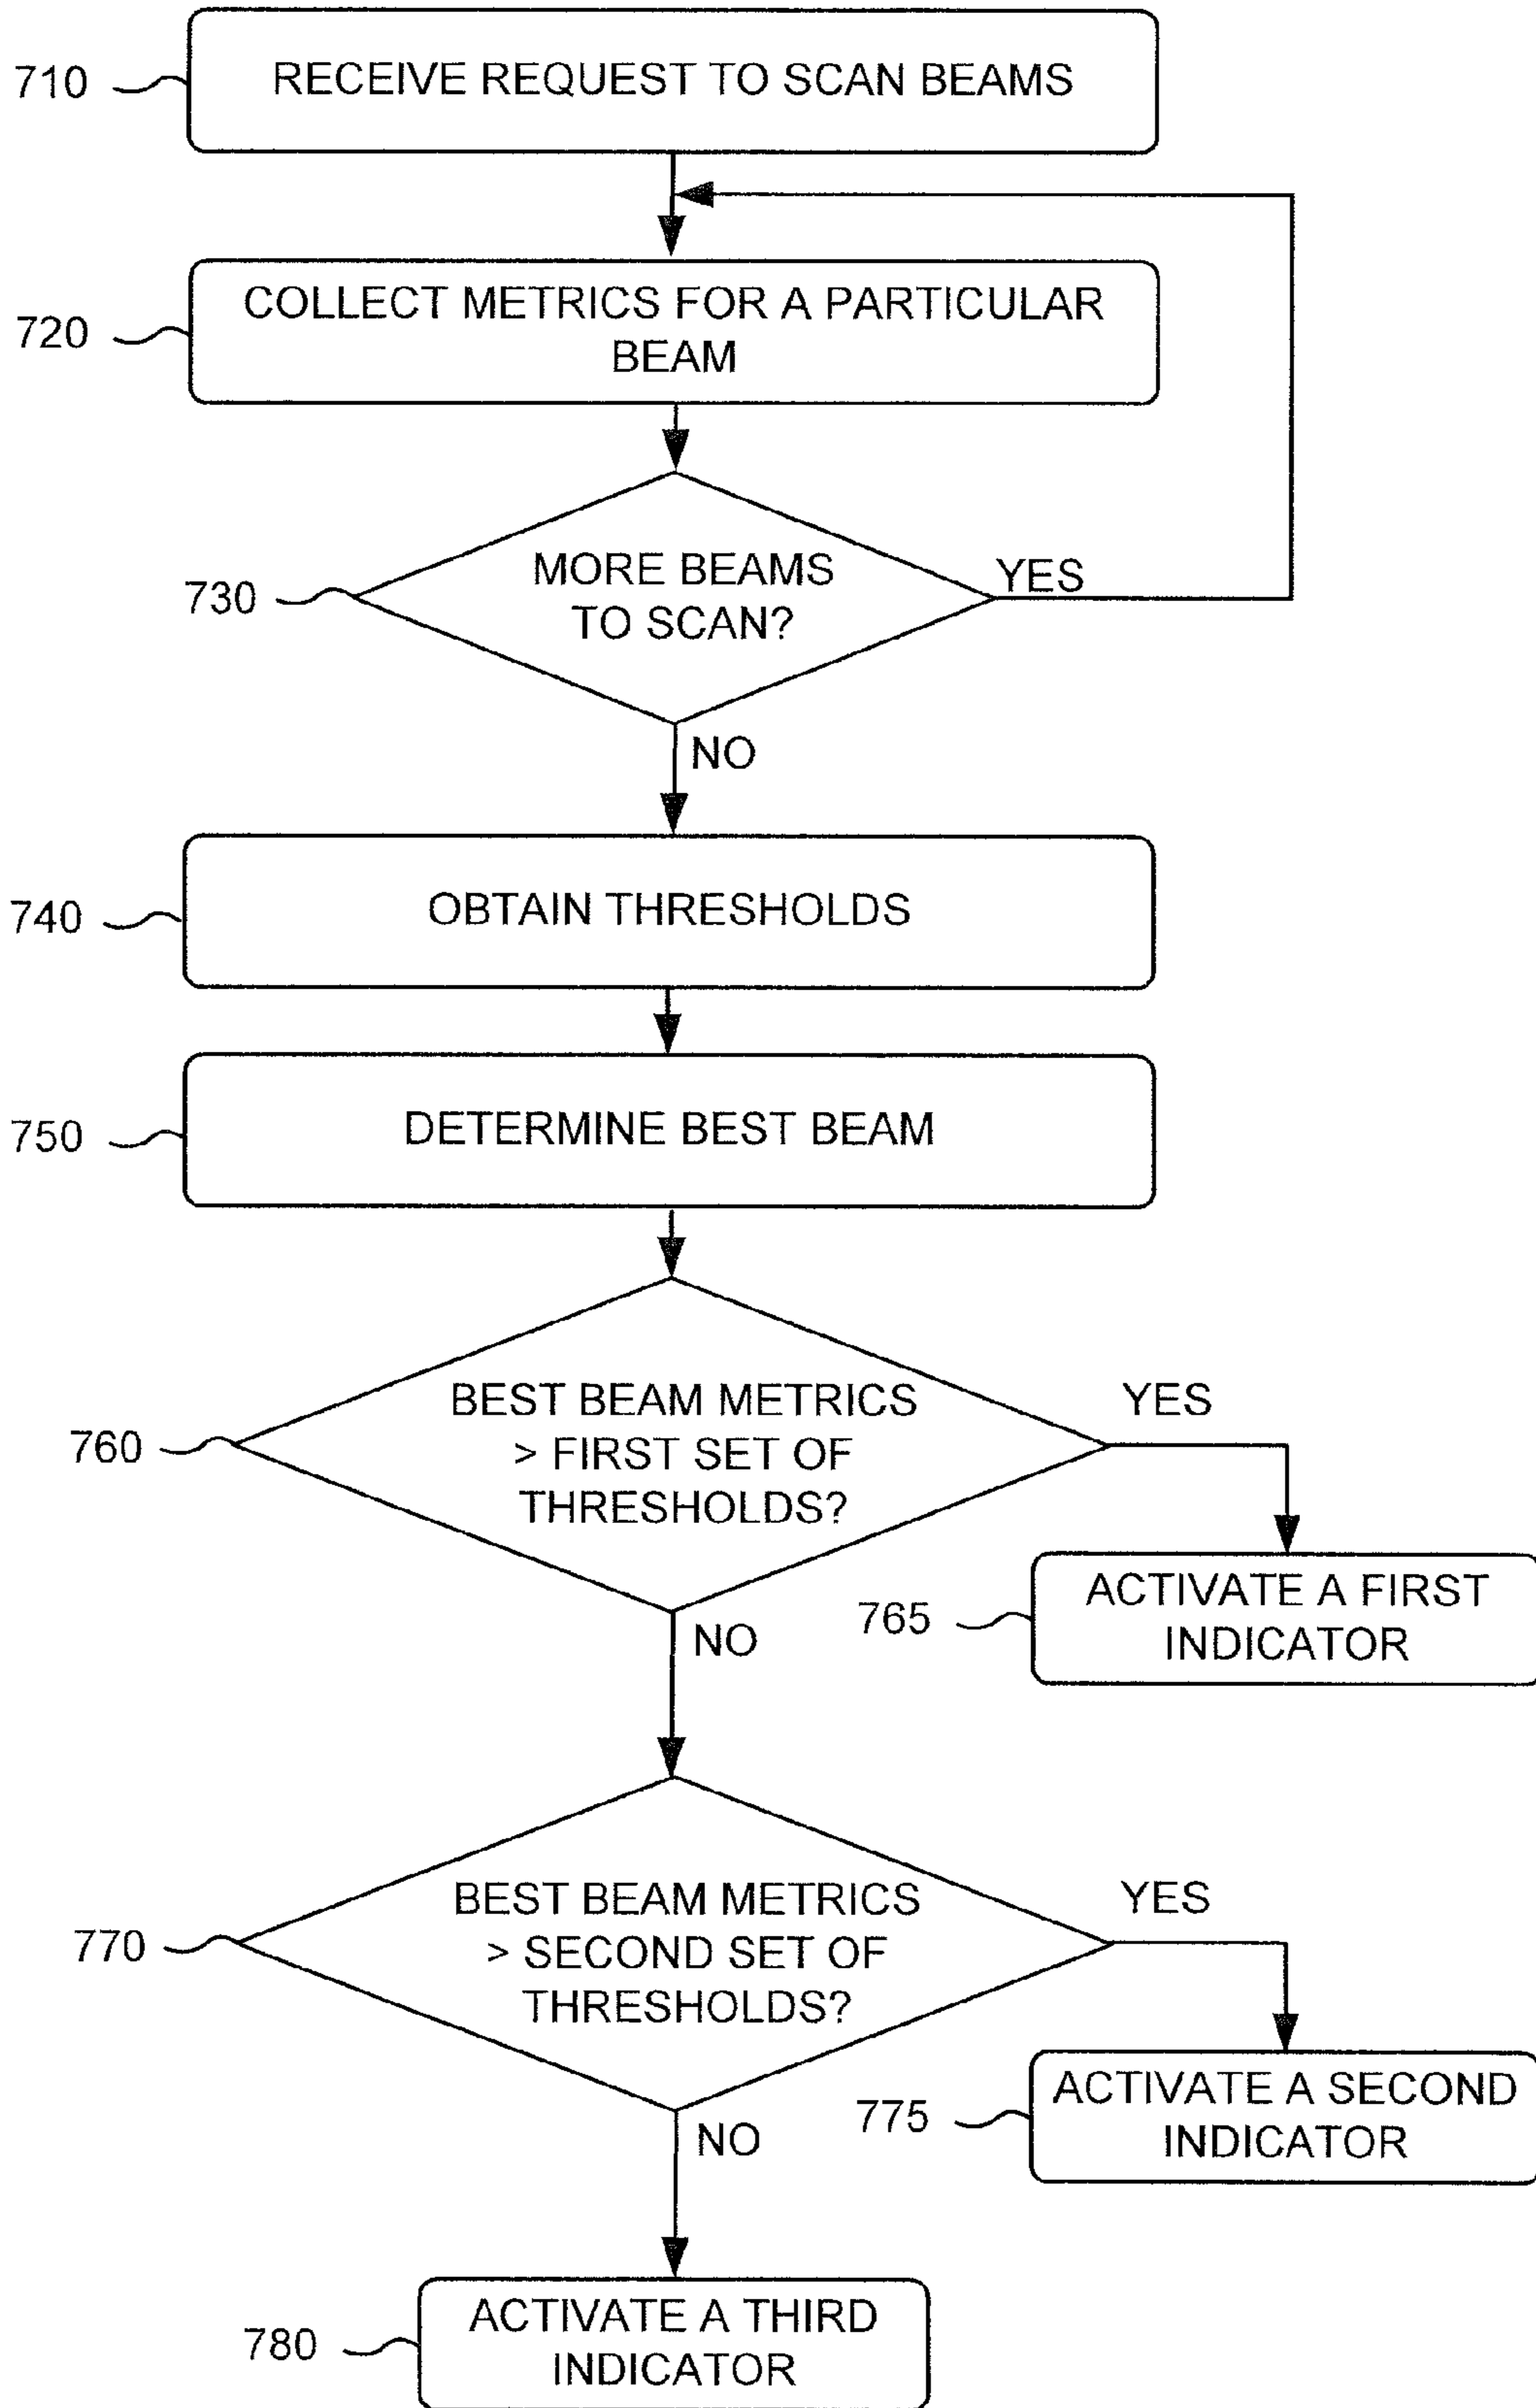 710
RECEIVE REQUEST TO SCAN BEAMS
720
COLLECT METRICS FOR A PARTICULAR
BEAM
730
MORE BEAMS
TO SCAN?
YES
NO
740
OBTAIN THRESHOLDS
750
DETERMINE BEST BEAM
760
BEST BEAM METRICS
> FIRST SET OF
THRESHOLDS?
YES
765
ACTIVATE A FIRST
INDICATOR
NO
770
BEST BEAM METRICS
> SECOND SET OF
THRESHOLDS?
YES
775
ACTIVATE A SECOND
INDICATOR
NO
780
ACTIVATE A THIRD
INDICATOR